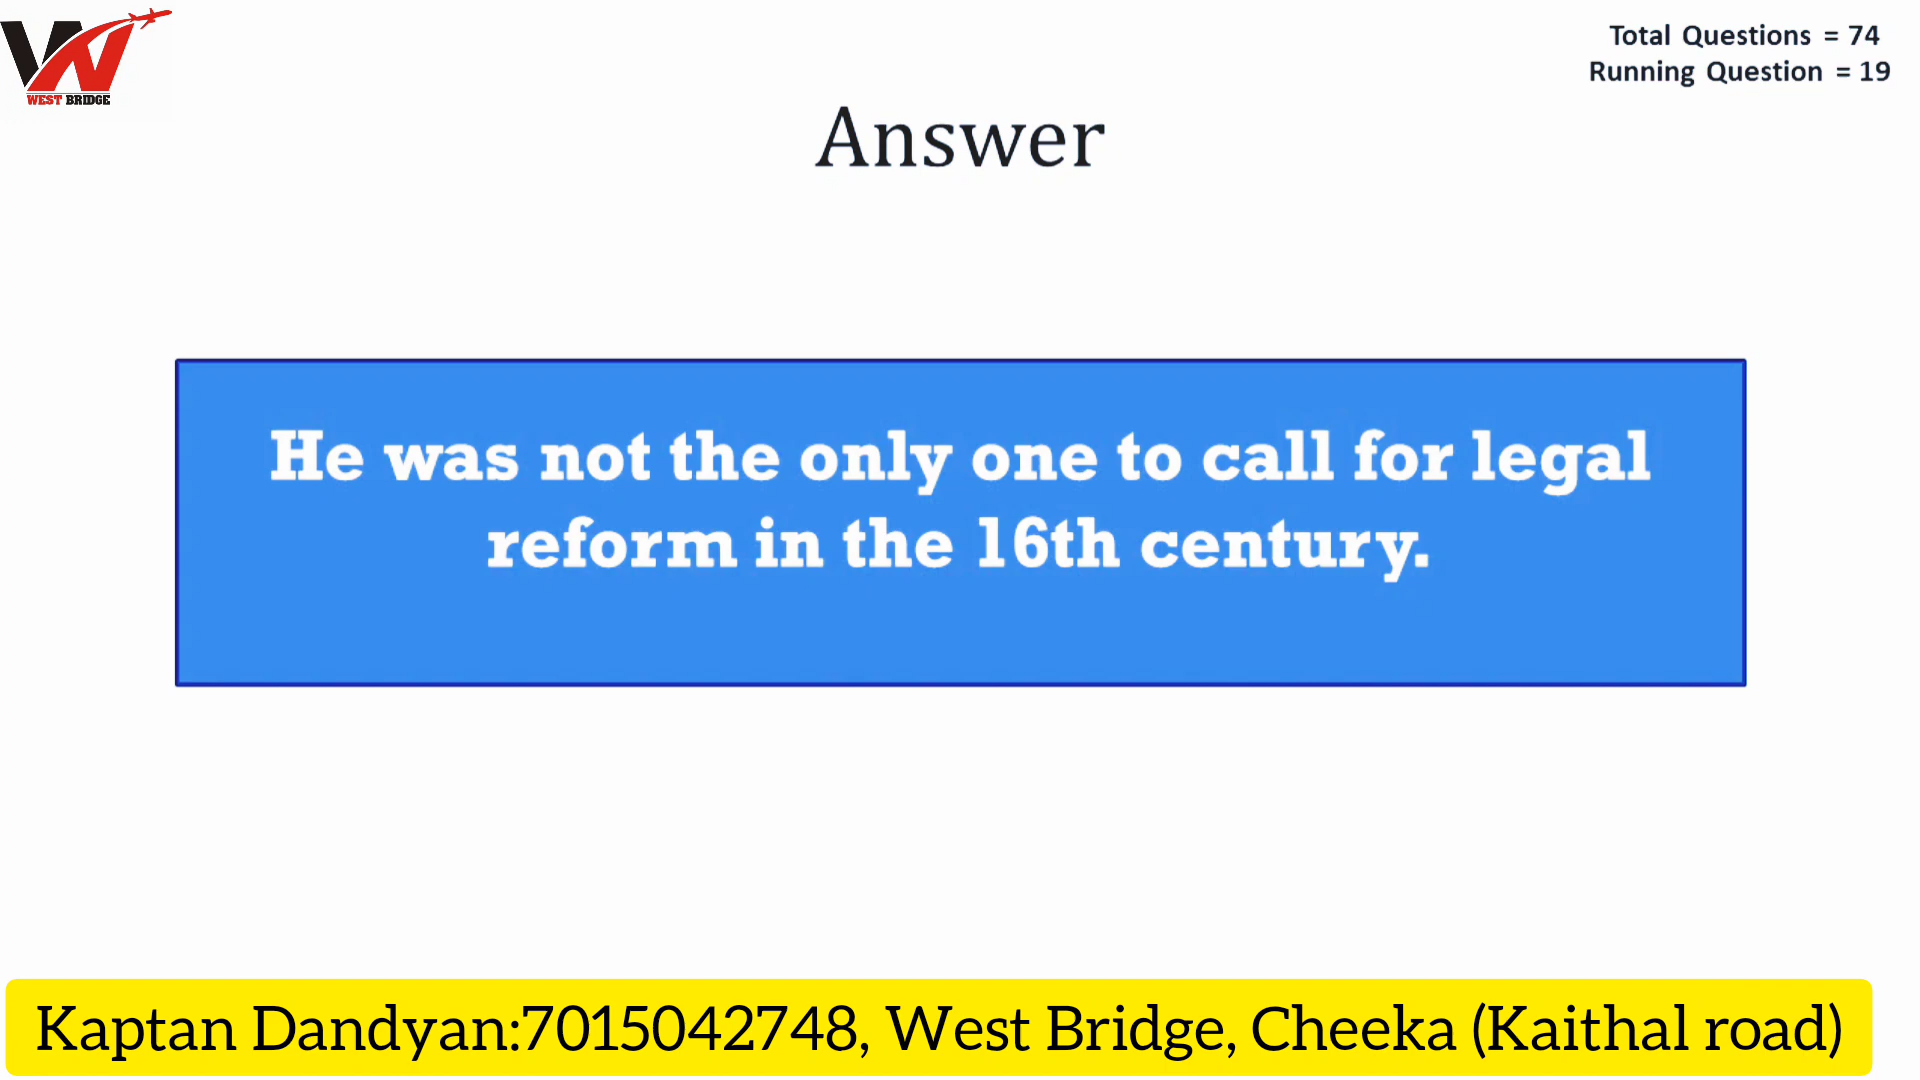 WEST BRIDGE
Total Questions = 74
Running Question = 19
Answer
He was not the only one to call for legal
reform in the 16th century.
Kaptan Dandyan:7015042748, West Bridge, Cheeka (Kaithal road)